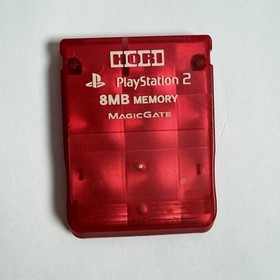 HORI
PlayStation 2
8MB MEMORY
MAGICGATE